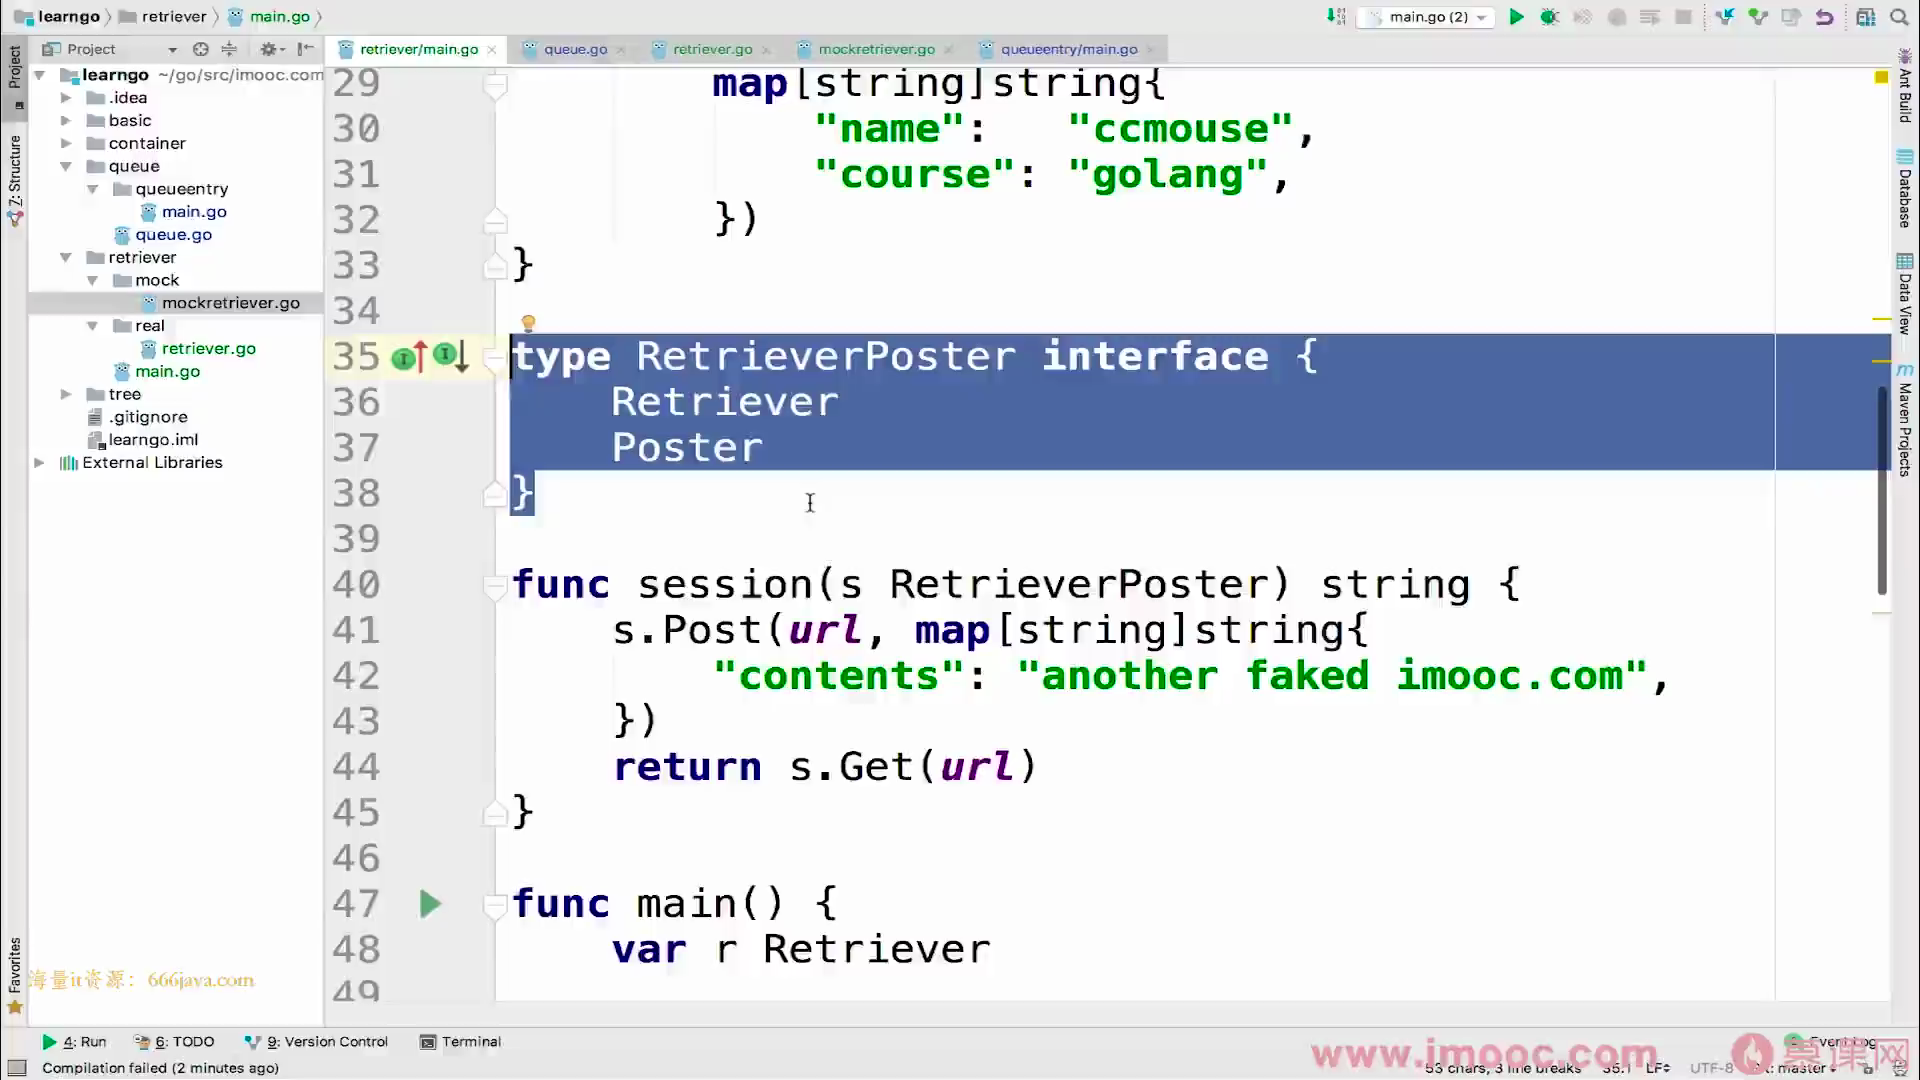 learngo retriever main.go
main.go (2)
Project
retriever/main.go queue.go retriever.go mockretriever.go queueentry/main.go
learngo ~/go/src/imooc.com
.idea
basic
container
queue
queueentry
main.go
queue.go
retriever
mock
mockretriever.go
real
retriever.go
main.go
tree
.gitignore
learngo.iml
External Libraries
Project
Z: Structure
Favorites
29 map[string]string{
30 "name": "ccmouse",
31 "course": "golang",
32 })
33 }
34
35 type RetrieverPoster interface {
36 Retriever
37 Poster
38 }
39
40 func session(s RetrieverPoster) string {
41 s.Post(url, map[string]string{
42 "contents": "another faked imooc.com",
43 })
44 return s.Get(url)
45 }
46
47 func main() {
48 var r Retriever
49
Ant Build
Database
Data View
Maven Projects
海量it资源：666java.com
4: Run 6: TODO 9: Version Control Terminal Event Log
Compilation failed (2 minutes ago) 53 chars, 3 line breaks 35:1 LF UTF-8 master
www.imooc.com 慕课网